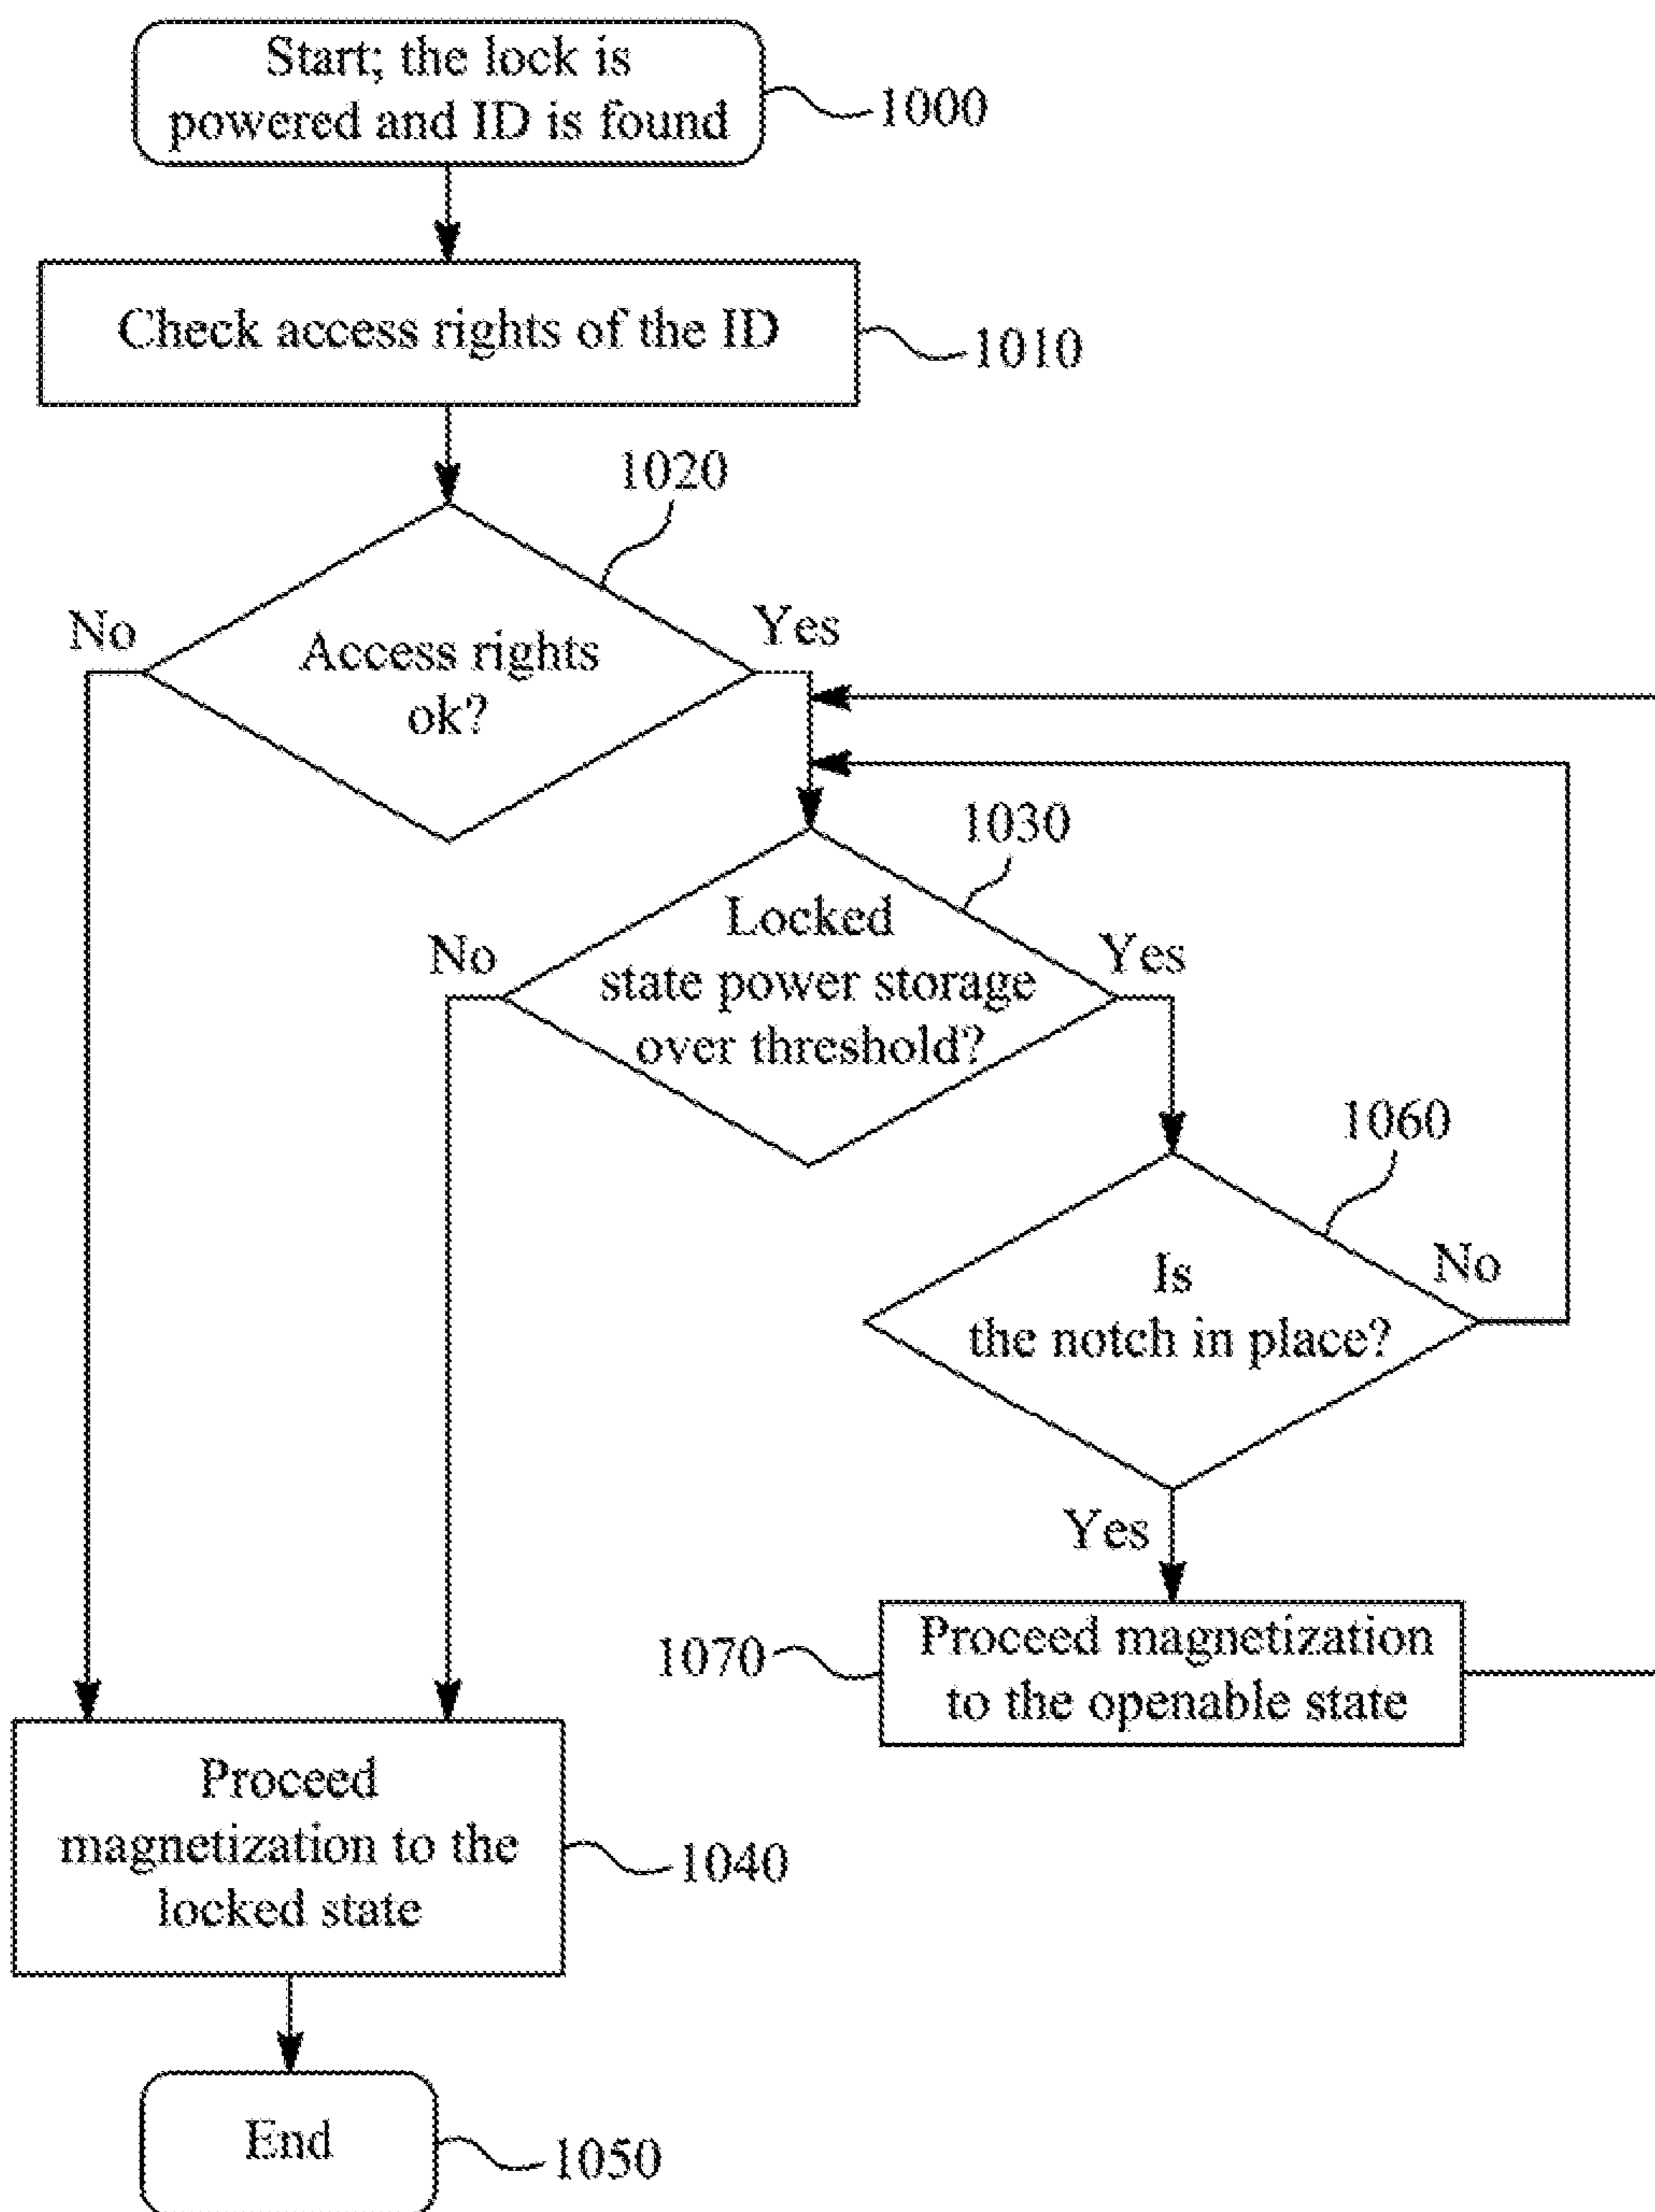 Start; the lock is
powered and ID is found
1000
Check access rights of the ID
1010
1020
No
Yes
Access rights
ok?
1030
No
Yes
Locked
state power storage
over threshold?
1060
Is
the notch in place?
No
Yes
1070
Proceed magnetization
to the openable state
Proceed
magnetization to the
locked state
1040
End
1050